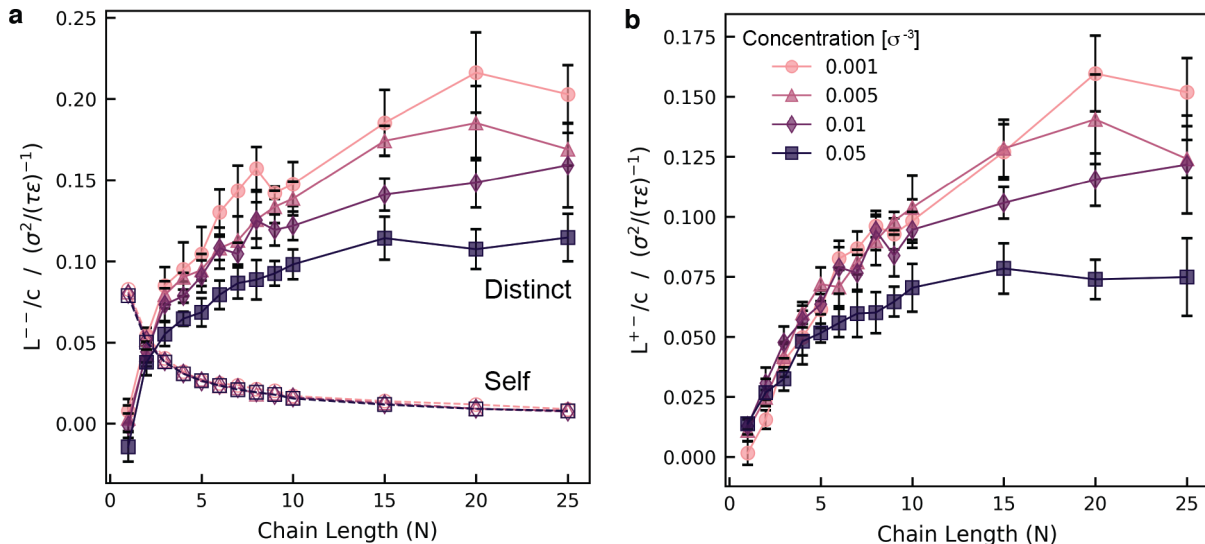 a
0.25
0.20
0.15
0.10
0.05
0.00
L⁻⁻/c / (σ²/(τε)⁻¹)
Distinct
Self
0 5 10 15 20 25
Chain Length (N)
b
0.175
0.150
0.125
0.100
0.075
0.050
0.025
0.000
L⁺⁻/c / (σ²/(τε)⁻¹)
Concentration [σ⁻³]
0.001
0.005
0.01
0.05
0 5 10 15 20 25
Chain Length (N)